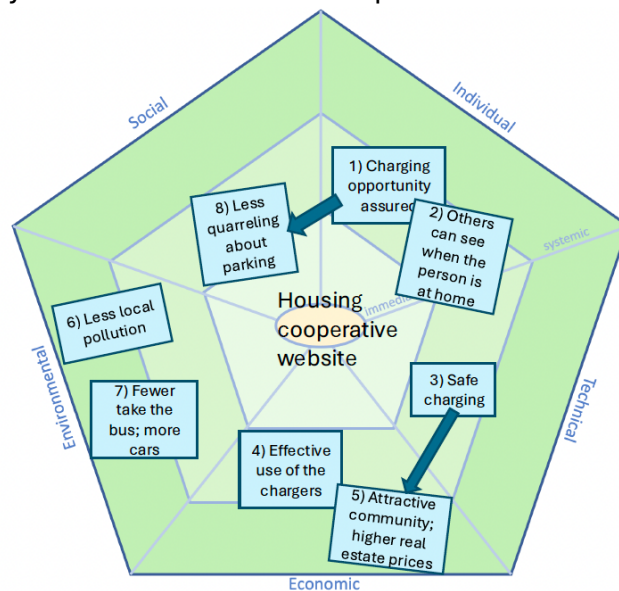 Social
Individual
1) Charging
opportunity
assured
8) Less
quarreling
about
parking
2) Others
can see
when the
person is
at home
systemic
Housing
cooperative
website
6) Less local
pollution
3) Safe
charging
Environmental
Technical
7) Fewer
take the
bus; more
cars
4) Effective
use of the
chargers
5) Attractive
community;
higher real
estate prices
Economic